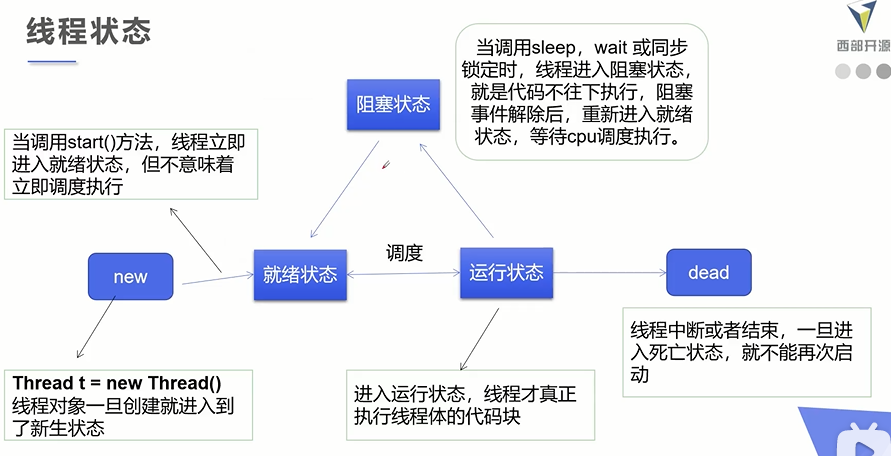 线程状态
西部开源
当调用sleep，wait 或同步
锁定时，线程进入阻塞状态，
就是代码不往下执行，阻塞
事件解除后，重新进入就绪
状态，等待cpu调度执行。
阻塞状态
当调用start()方法，线程立即
进入就绪状态，但不意味着
立即调度执行
new
就绪状态
调度
运行状态
dead
Thread t = new Thread()
线程对象一旦创建就进入到
了新生状态
进入运行状态，线程才真正
执行线程体的代码块
线程中断或者结束，一旦进
入死亡状态，就不能再次启
动